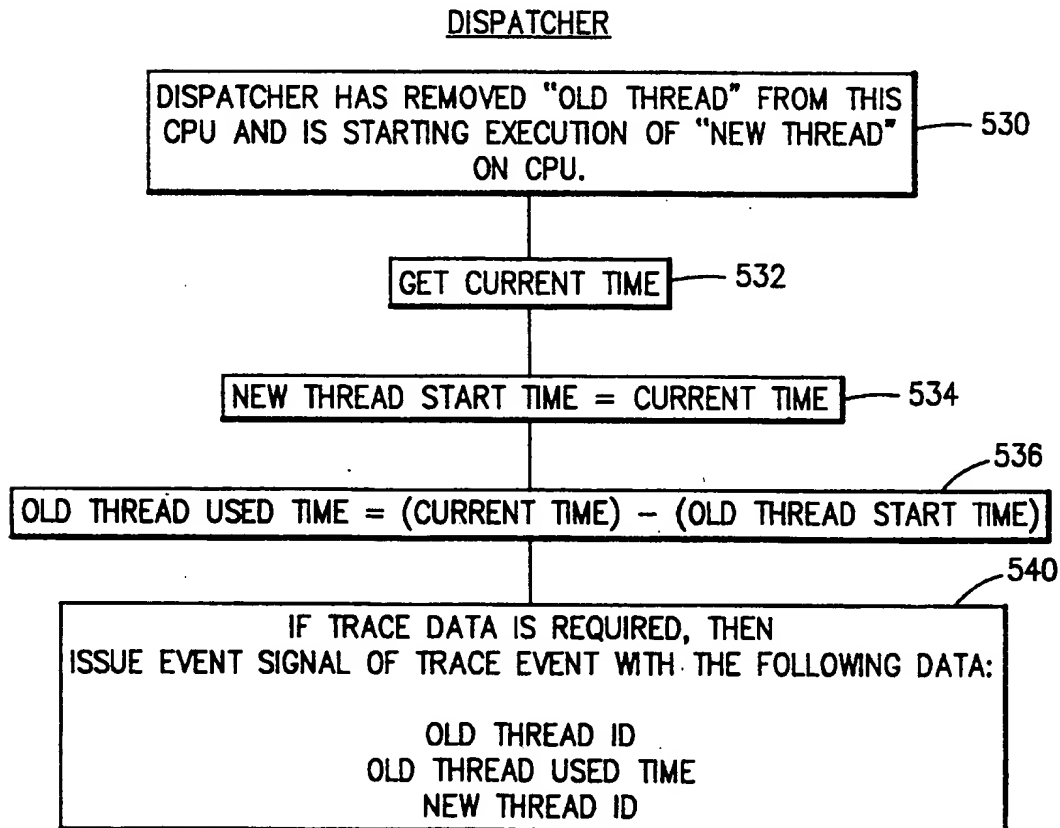 DISPATCHER
DISPATCHER HAS REMOVED "OLD THREAD" FROM THIS
CPU AND IS STARTING EXECUTION OF "NEW THREAD"
ON CPU.
530
GET CURRENT TIME
532
NEW THREAD START TIME = CURRENT TIME
534
536
OLD THREAD USED TIME = (CURRENT TIME) – (OLD THREAD START TIME)
540
IF TRACE DATA IS REQUIRED, THEN
ISSUE EVENT SIGNAL OF TRACE EVENT WITH THE FOLLOWING DATA:
OLD THREAD ID
OLD THREAD USED TIME
NEW THREAD ID